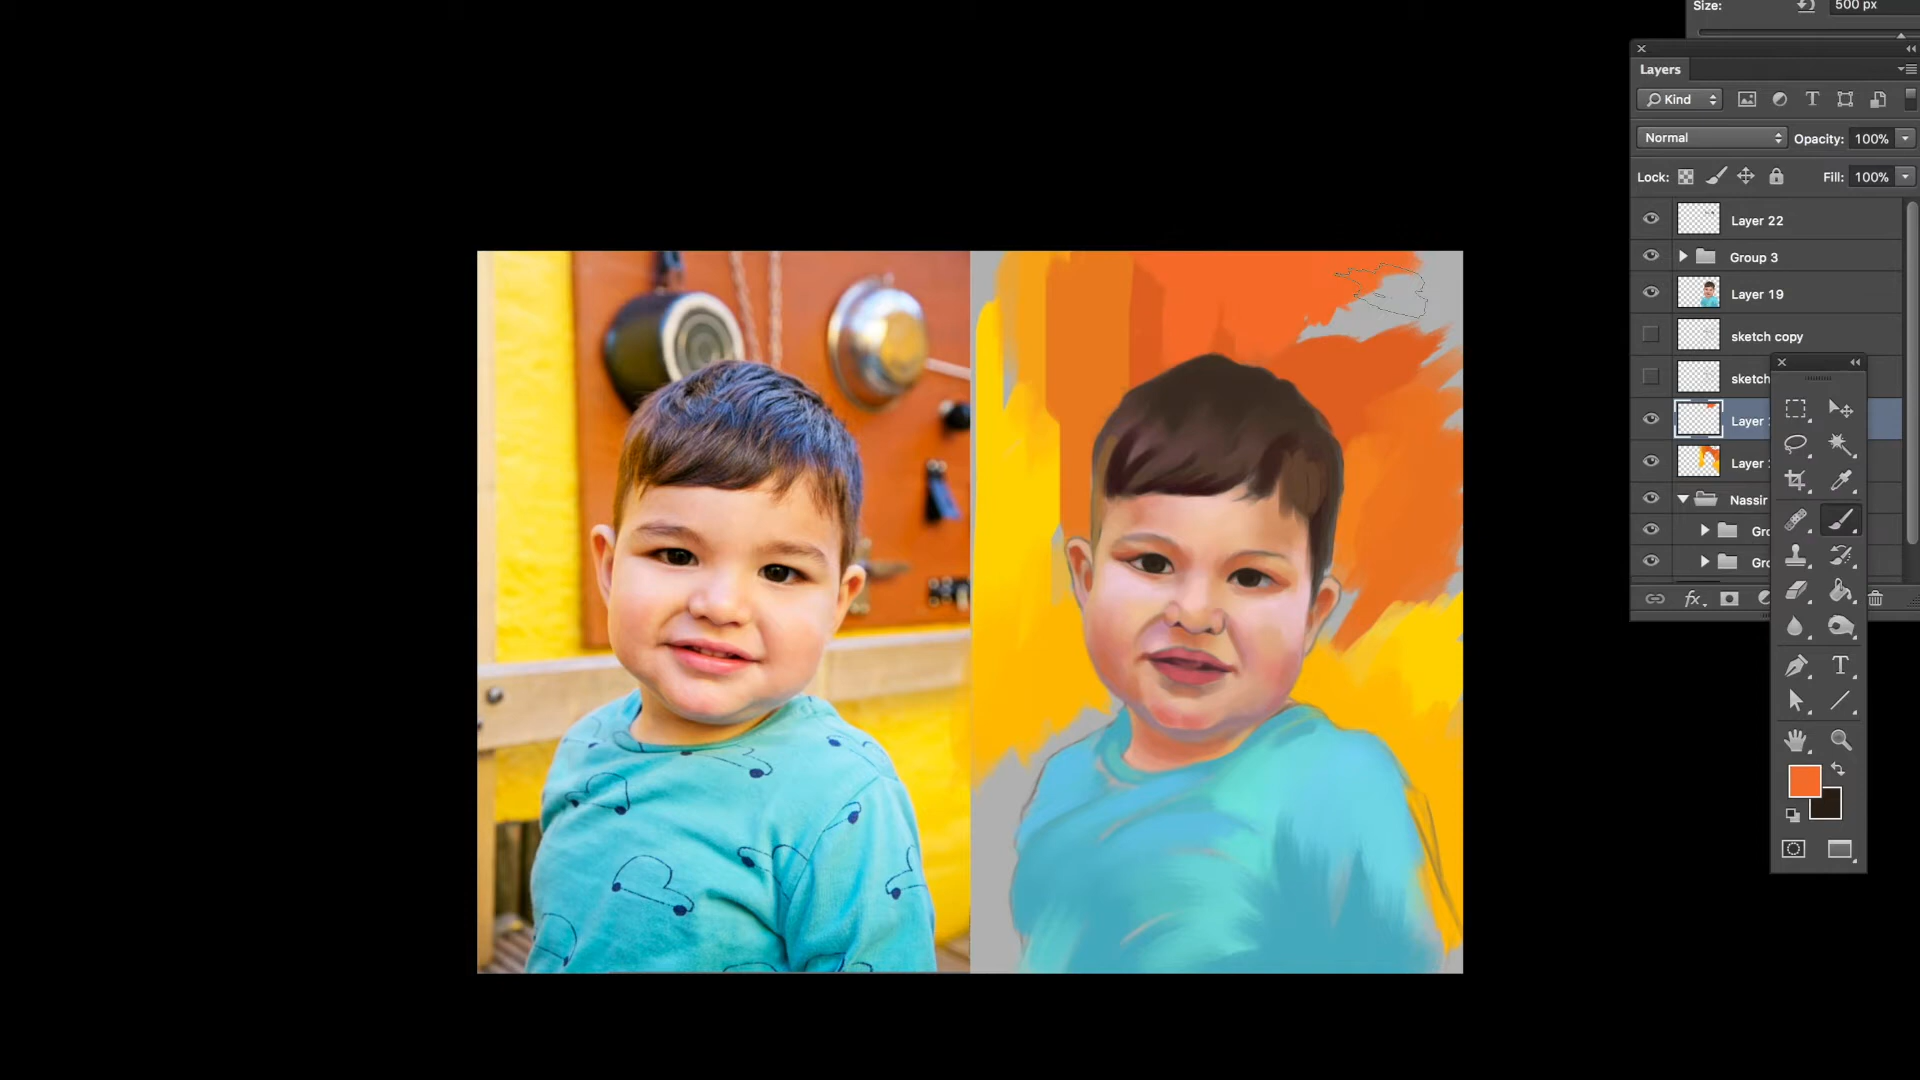 Size: 500 px
Layers
Kind
Normal Opacity: 100%
Lock: Fill: 100%
Layer 22
Group 3
Layer 19
sketch copy
sketch
Layer
Layer
Nassir
Gro
Gro
fx